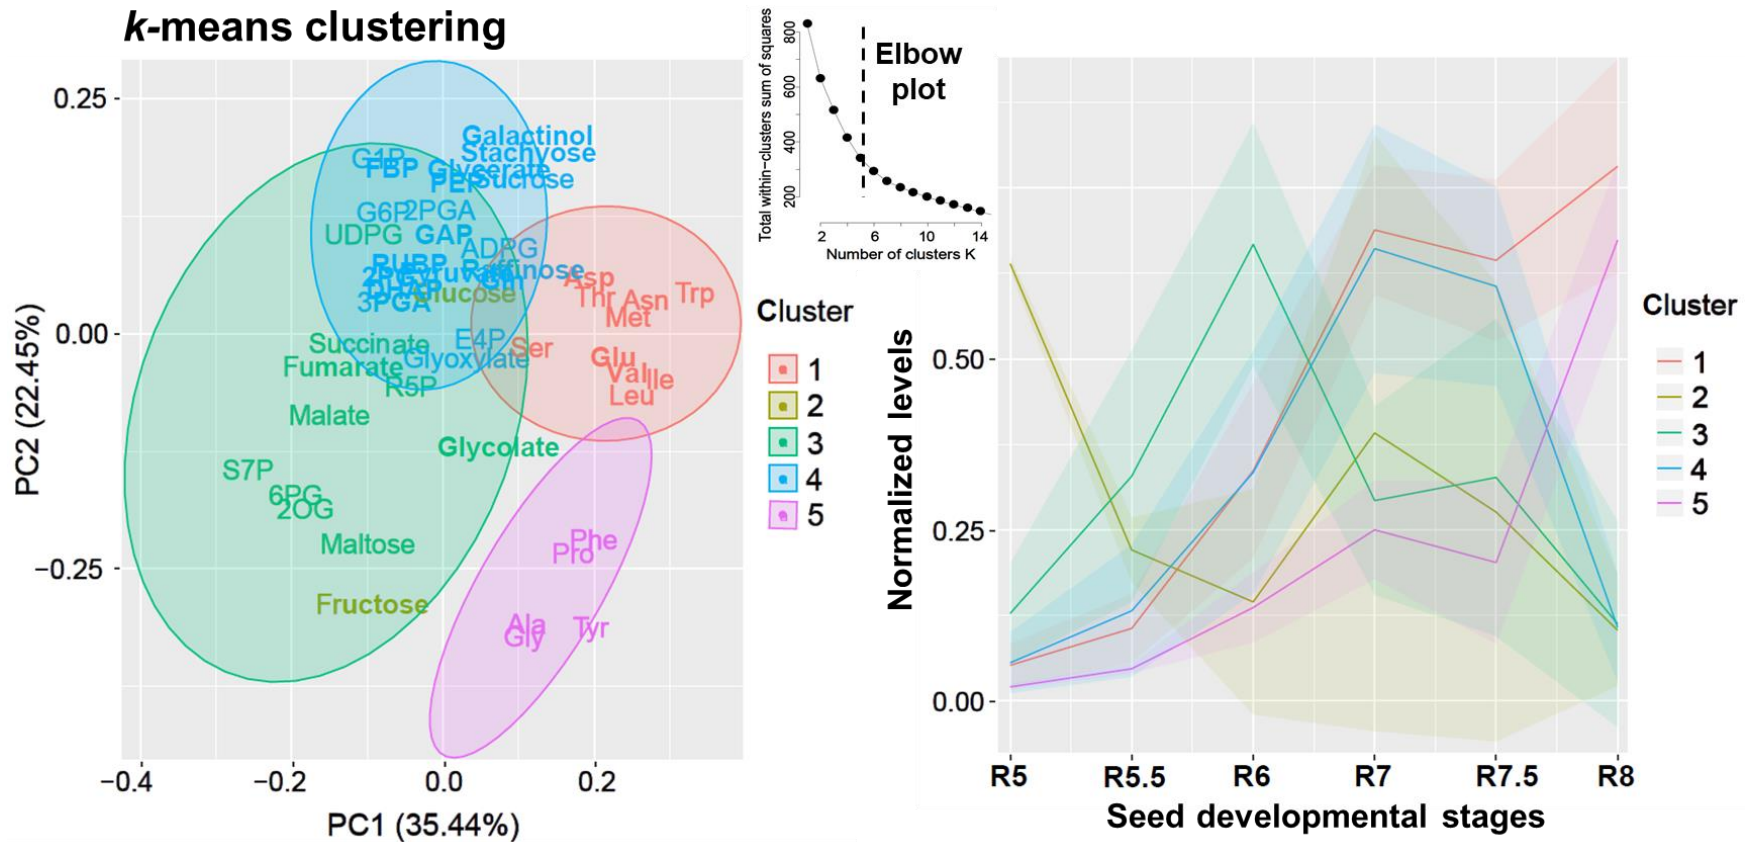 k-means clustering
0.25
0.00
−0.25
PC2 (22.45%)
−0.4
−0.2
0.0
0.2
PC1 (35.44%)
Galactinol
Stachyose
G1P
FBP
Glycerate
PEP
Sucrose
G6P
2PGA
UDPG
GAP
ADPG
RUBP
Raffinose
Asp
Glucose
Thr
Asn
Trp
3PGA
Met
Succinate
E4P
Ser
Fumarate
Glyoxylate
Glu
Val
Ile
R5P
Leu
Malate
Glycolate
S7P
6PG
2OG
Maltose
Phe
Pro
Fructose
Ala
Gly
Tyr
Total within−clusters sum of squares
800
600
400
200
Elbow
plot
2
6
10
14
Number of clusters K
Cluster
1
2
3
4
5
Normalized levels
0.50
0.25
0.00
R5
R5.5
R6
R7
R7.5
R8
Seed developmental stages
Cluster
1
2
3
4
5